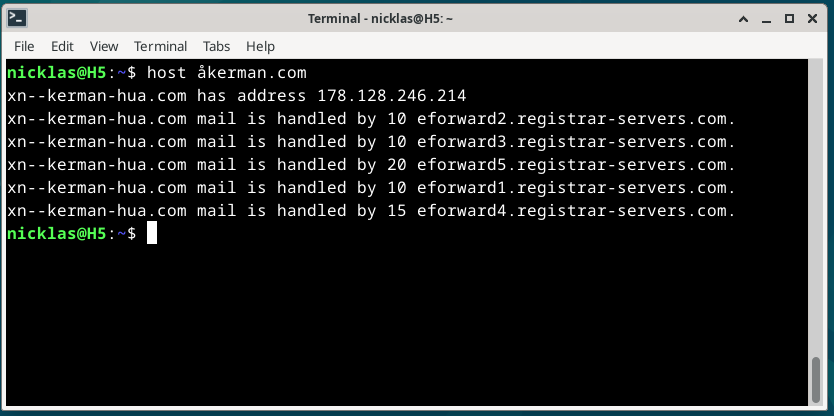 Terminal - nicklas@H5: ~
File Edit View Terminal Tabs Help
nicklas@H5:~$ host åkerman.com
xn--kerman-hua.com has address 178.128.246.214
xn--kerman-hua.com mail is handled by 10 eforward2.registrar-servers.com.
xn--kerman-hua.com mail is handled by 10 eforward3.registrar-servers.com.
xn--kerman-hua.com mail is handled by 20 eforward5.registrar-servers.com.
xn--kerman-hua.com mail is handled by 10 eforward1.registrar-servers.com.
xn--kerman-hua.com mail is handled by 15 eforward4.registrar-servers.com.
nicklas@H5:~$